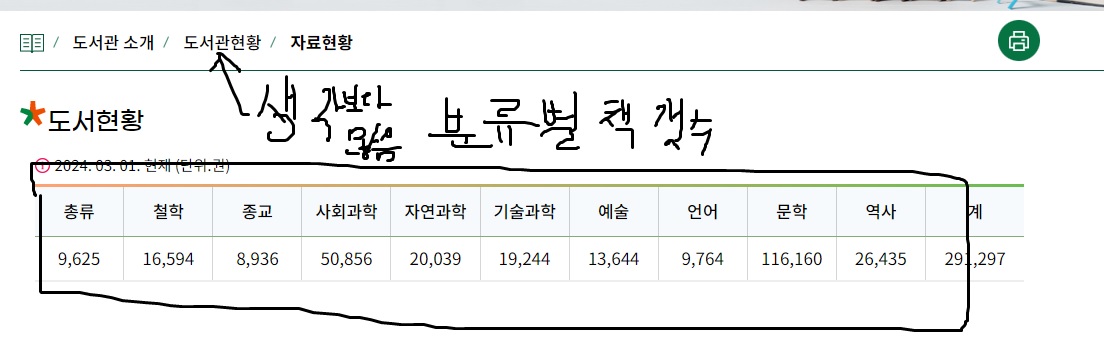 / 도서관 소개 / 도서관현황 / 자료현황
생각보다 많음 분류별 책 갯수
도서현황
2024. 03. 01. 현재 (단위:권)
총류 철학 종교 사회과학 자연과학 기술과학 예술 언어 문학 역사 계
9,625 16,594 8,936 50,856 20,039 19,244 13,644 9,764 116,160 26,435 291,297